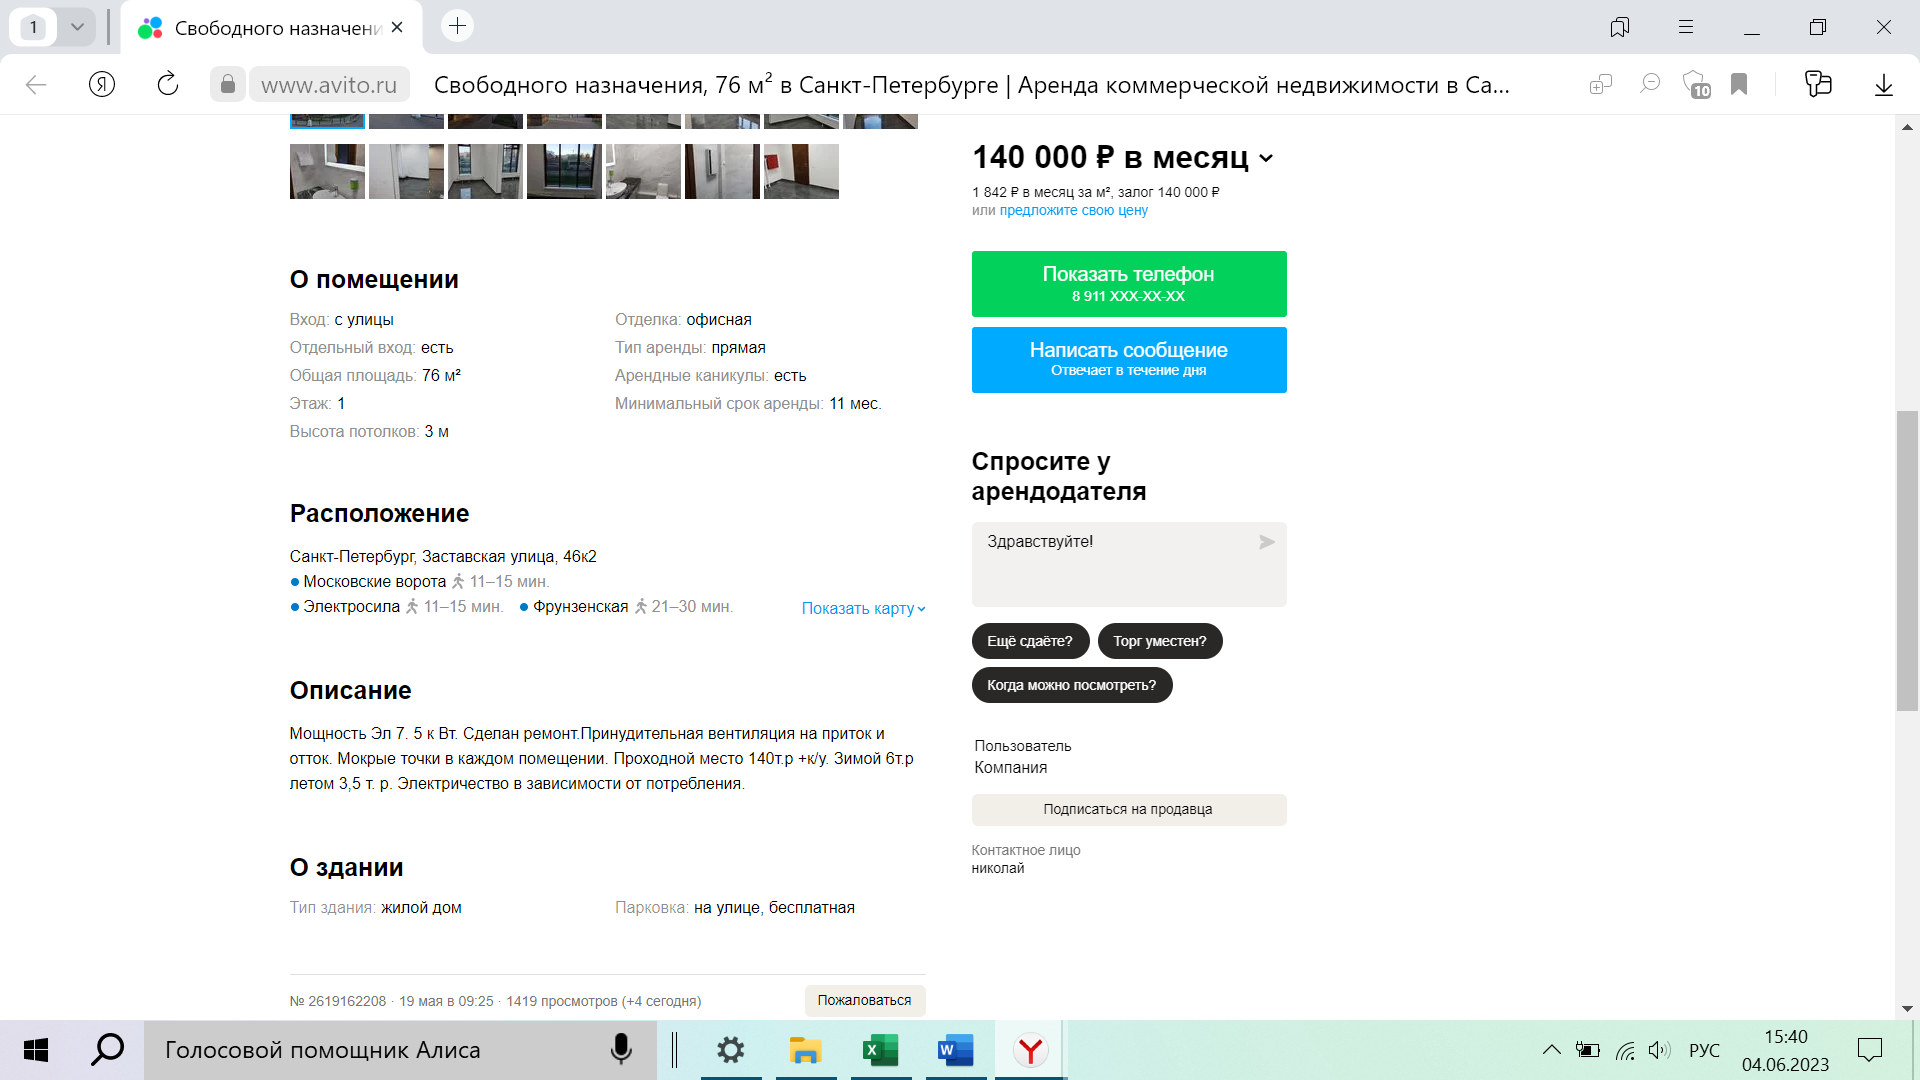 1
Свободного назначени
www.avito.ru
Свободного назначения, 76 м² в Санкт-Петербурге | Аренда коммерческой недвижимости в Са...
10
140 000 ₽ в месяц
1 842 ₽ в месяц за м², залог 140 000 ₽
или предложите свою цену
Показать телефон
8 911 XXX-XX-XX
Написать сообщение
Отвечает в течение дня
О помещении
Вход: с улицы
Отдельный вход: есть
Общая площадь: 76 м²
Этаж: 1
Высота потолков: 3 м
Отделка: офисная
Тип аренды: прямая
Арендные каникулы: есть
Минимальный срок аренды: 11 мес.
Расположение
Санкт-Петербург, Заставская улица, 46к2
Московские ворота 11–15 мин.
Электросила 11–15 мин. Фрунзенская 21–30 мин.
Показать карту
Описание
Мощность Эл 7. 5 к Вт. Сделан ремонт.Принудительная вентиляция на приток и
отток. Мокрые точки в каждом помещении. Проходной место 140т.р +к/у. Зимой 6т.р
летом 3,5 т. р. Электричество в зависимости от потребления.
О здании
Тип здания: жилой дом
Парковка: на улице, бесплатная
№ 2619162208 · 19 мая в 09:25 · 1419 просмотров (+4 сегодня)
Пожаловаться
Спросите у
арендодателя
Здравствуйте!
Ещё сдаёте?
Торг уместен?
Когда можно посмотреть?
Пользователь
Компания
Подписаться на продавца
Контактное лицо
николай
Голосовой помощник Алиса
РУС
15:40
04.06.2023